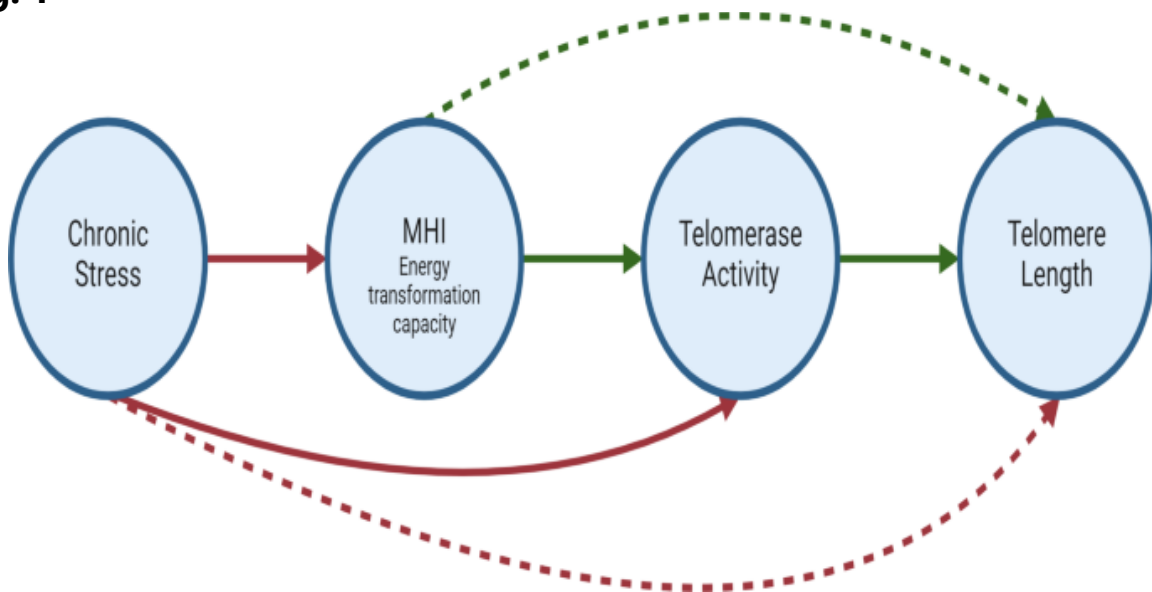 Chronic
Stress
MHI
Energy
transformation
capacity
Telomerase
Activity
Telomere
Length